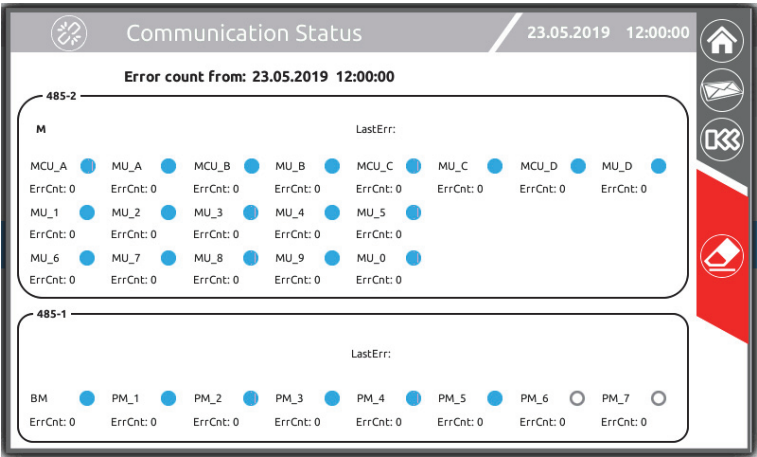 Communication Status 23.05.2019 12:00:00
Error count from: 23.05.2019 12:00:00
485-2
M LastErr:
MCU_A MU_A MCU_B MU_B MCU_C MU_C MCU_D MU_D
ErrCnt: 0 ErrCnt: 0 ErrCnt: 0 ErrCnt: 0 ErrCnt: 0 ErrCnt: 0 ErrCnt: 0 ErrCnt: 0
MU_1 MU_2 MU_3 MU_4 MU_5
ErrCnt: 0 ErrCnt: 0 ErrCnt: 0 ErrCnt: 0 ErrCnt: 0
MU_6 MU_7 MU_8 MU_9 MU_0
ErrCnt: 0 ErrCnt: 0 ErrCnt: 0 ErrCnt: 0 ErrCnt: 0
485-1
LastErr:
BM PM_1 PM_2 PM_3 PM_4 PM_5 PM_6 PM_7
ErrCnt: 0 ErrCnt: 0 ErrCnt: 0 ErrCnt: 0 ErrCnt: 0 ErrCnt: 0 ErrCnt: 0 ErrCnt: 0